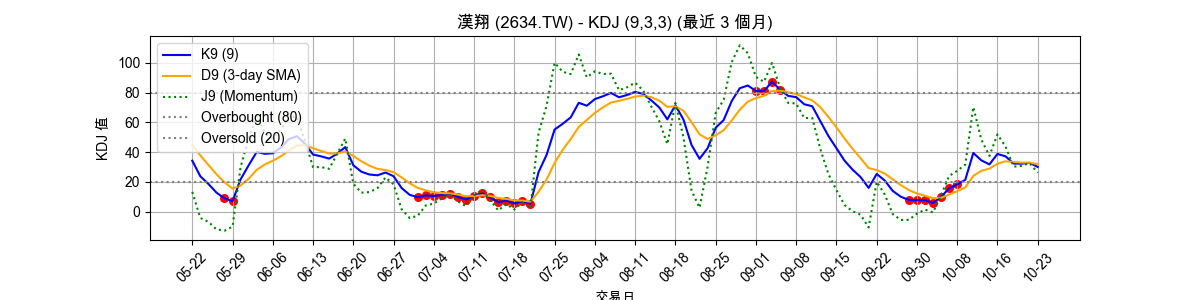 漢翔 (2634.TW) - KDJ (9,3,3) (最近 3 個月)
K9 (9)
D9 (3-day SMA)
J9 (Momentum)
Overbought (80)
Oversold (20)
KDJ 值
100
80
60
40
20
0
05-22 05-29 06-06 06-13 06-20 06-27 07-04 07-11 07-18 07-25 08-04 08-11 08-18 08-25 09-01 09-08 09-15 09-22 09-30 10-08 10-16 10-23
交易日